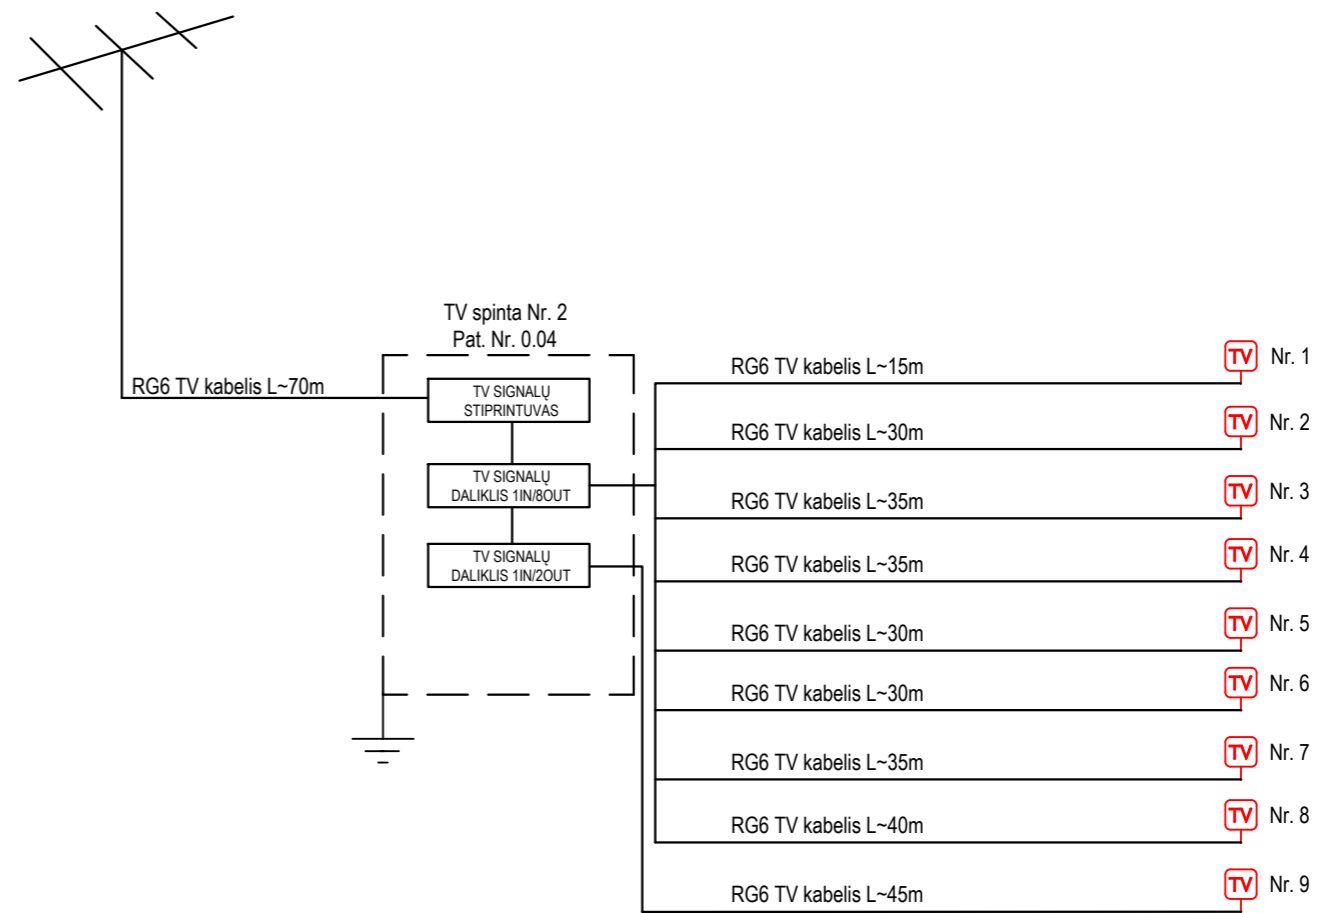 TV spinta Nr. 2
Pat. Nr. 0.04
RG6 TV kabelis L~70m
TV SIGNALŲ
STIPRINTUVAS
TV SIGNALŲ
DALIKLIS 1IN/8OUT
TV SIGNALŲ
DALIKLIS 1IN/2OUT
RG6 TV kabelis L~15m
TV Nr. 1
RG6 TV kabelis L~30m
TV Nr. 2
RG6 TV kabelis L~35m
TV Nr. 3
RG6 TV kabelis L~35m
TV Nr. 4
RG6 TV kabelis L~30m
TV Nr. 5
RG6 TV kabelis L~30m
TV Nr. 6
RG6 TV kabelis L~35m
TV Nr. 7
RG6 TV kabelis L~40m
TV Nr. 8
RG6 TV kabelis L~45m
TV Nr. 9